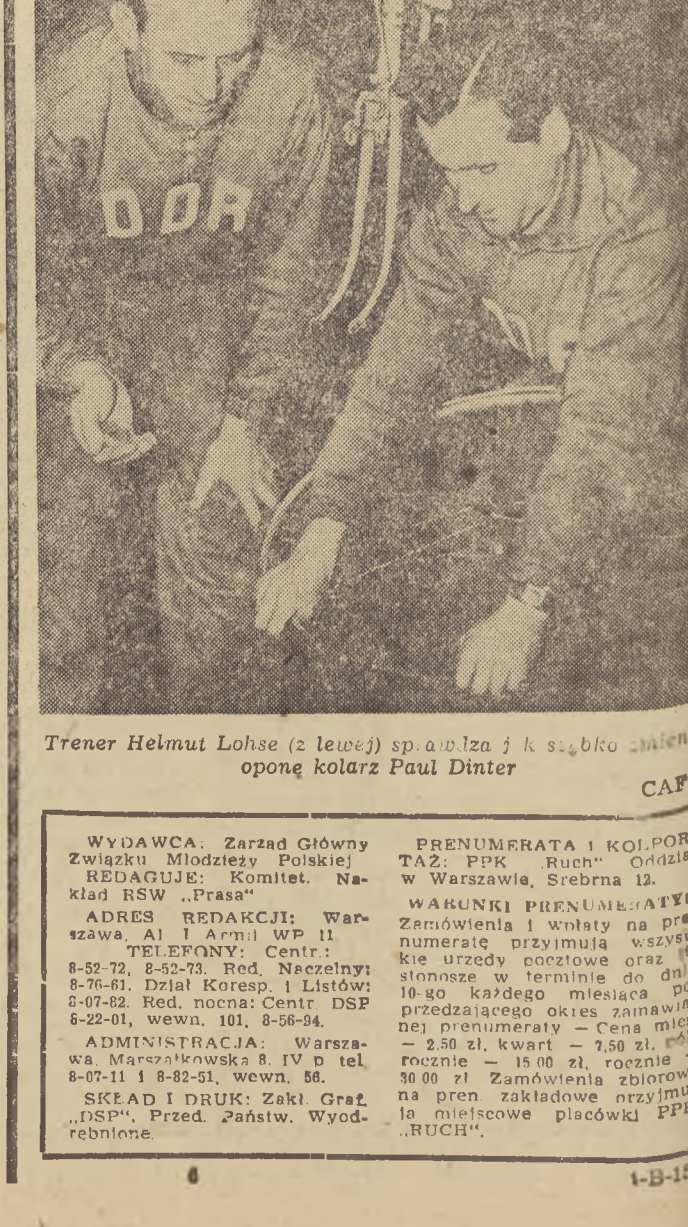 DDR
Trener Helmut Lohse (z lewej) sprawdza j k szybko
oponę kolarz Paul Dinter
CAF
WYDAWCA: Zarząd Główny
Związku Młodzieży Polskiej
REDAGUJE: Komitet. Na-
kład RSW „Prasa"
ADRES REDAKCJI: War-
szawa, Al I Armii WP 11
TELEFONY: Centr.:
8-52-72, 8-52-73. Red. Naczelny:
8-76-61. Dział Koresp. i Listów:
8-07-82. Red. nocna: Centr. DSP
8-22-01, wewn. 101, 8-56-94.
ADMINISTRACJA: Warsza-
wa, Marszałkowska 8. IV p tel.
8-07-11 i 8-82-51, wewn. 56.
SKŁAD I DRUK: Zakł. Graf.
„DSP", Przed. Państw. Wyod-
rębnione.
PRENUMERATA I KOLPOR
TAŻ: PPK „Ruch" Oddzia
w Warszawie, Srebrna 12.
WARUNKI PRENUMERATY
Zamówienia i wpłaty na pre
numeratę przyjmują wszyst
kie urzędy pocztowe oraz
stonosze w terminie do dni
10-go każdego miesiąca po
przedzającego okres zamawia
nej prenumeraty — Cena mie
— 2.50 zł, kwart — 7,50 zł,
rocznie — 15 00 zł, rocznie
30 00 zł Zamówienia zbiorow
na pren zakładowe przyjmu
ją miejscowe placówki PPK
„RUCH".
6